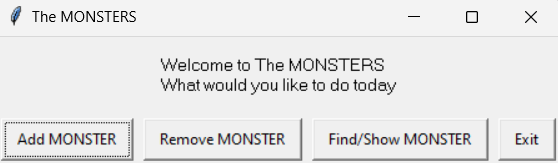 The MONSTERS
Welcome to The MONSTERS
What would you like to do today
Add MONSTER Remove MONSTER Find/Show MONSTER Exit